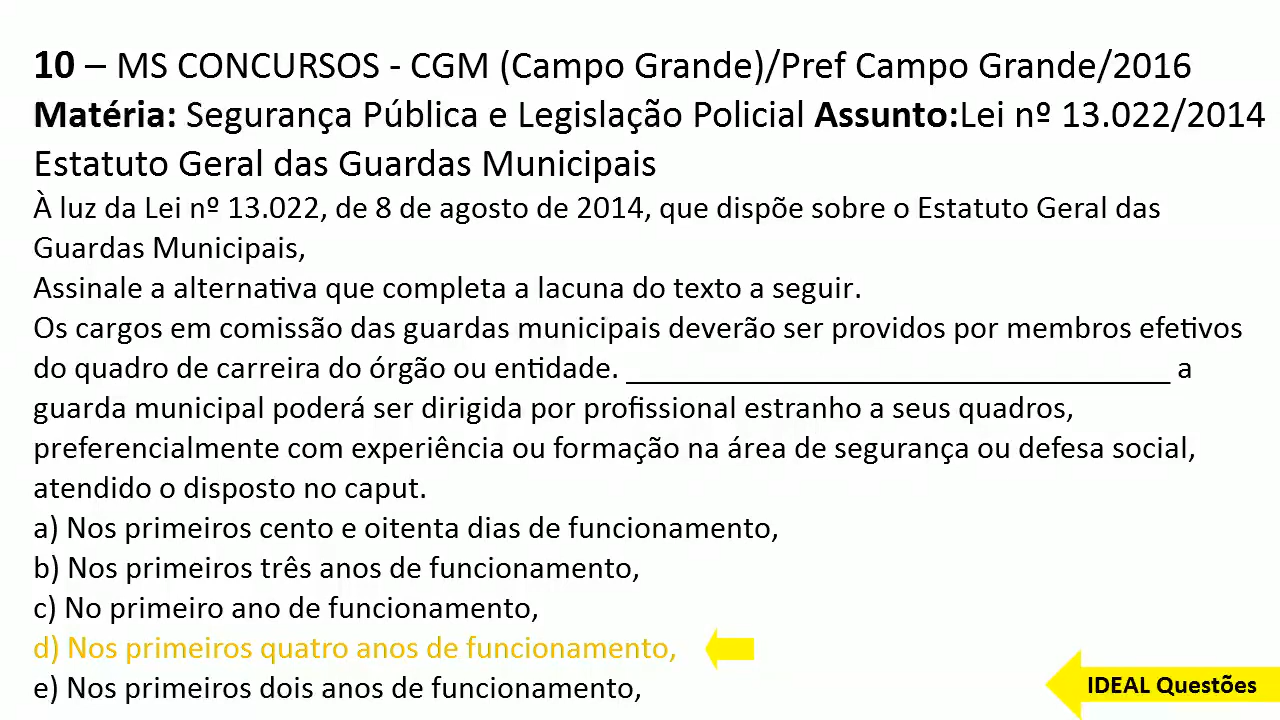 10 – MS CONCURSOS - CGM (Campo Grande)/Pref Campo Grande/2016
Matéria: Segurança Pública e Legislação Policial Assunto:Lei nº 13.022/2014
Estatuto Geral das Guardas Municipais
À luz da Lei nº 13.022, de 8 de agosto de 2014, que dispõe sobre o Estatuto Geral das
Guardas Municipais,
Assinale a alternativa que completa a lacuna do texto a seguir.
Os cargos em comissão das guardas municipais deverão ser providos por membros efetivos
do quadro de carreira do órgão ou entidade. __________________________________ a
guarda municipal poderá ser dirigida por profissional estranho a seus quadros,
preferencialmente com experiência ou formação na área de segurança ou defesa social,
atendido o disposto no caput.
a) Nos primeiros cento e oitenta dias de funcionamento,
b) Nos primeiros três anos de funcionamento,
c) No primeiro ano de funcionamento,
d) Nos primeiros quatro anos de funcionamento,
e) Nos primeiros dois anos de funcionamento,
IDEAL Questões